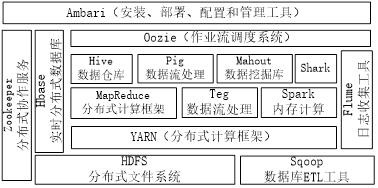 Ambari(安装、部署、配置和管理工具)
Zookeeper
分布式协作服务
Hbase
实时分布式数据库
Oozie(作业流调度系统)
Hive
数据仓库
Pig
数据流处理
Mahout
数据挖掘库
Shark
MapReduce
分布式计算框架
Teg
数据流处理
Spark
内存计算
YARN(分布式计算框架)
Flume
日志收集工具
HDFS
分布式文件系统
Sqoop
数据库ETL工具